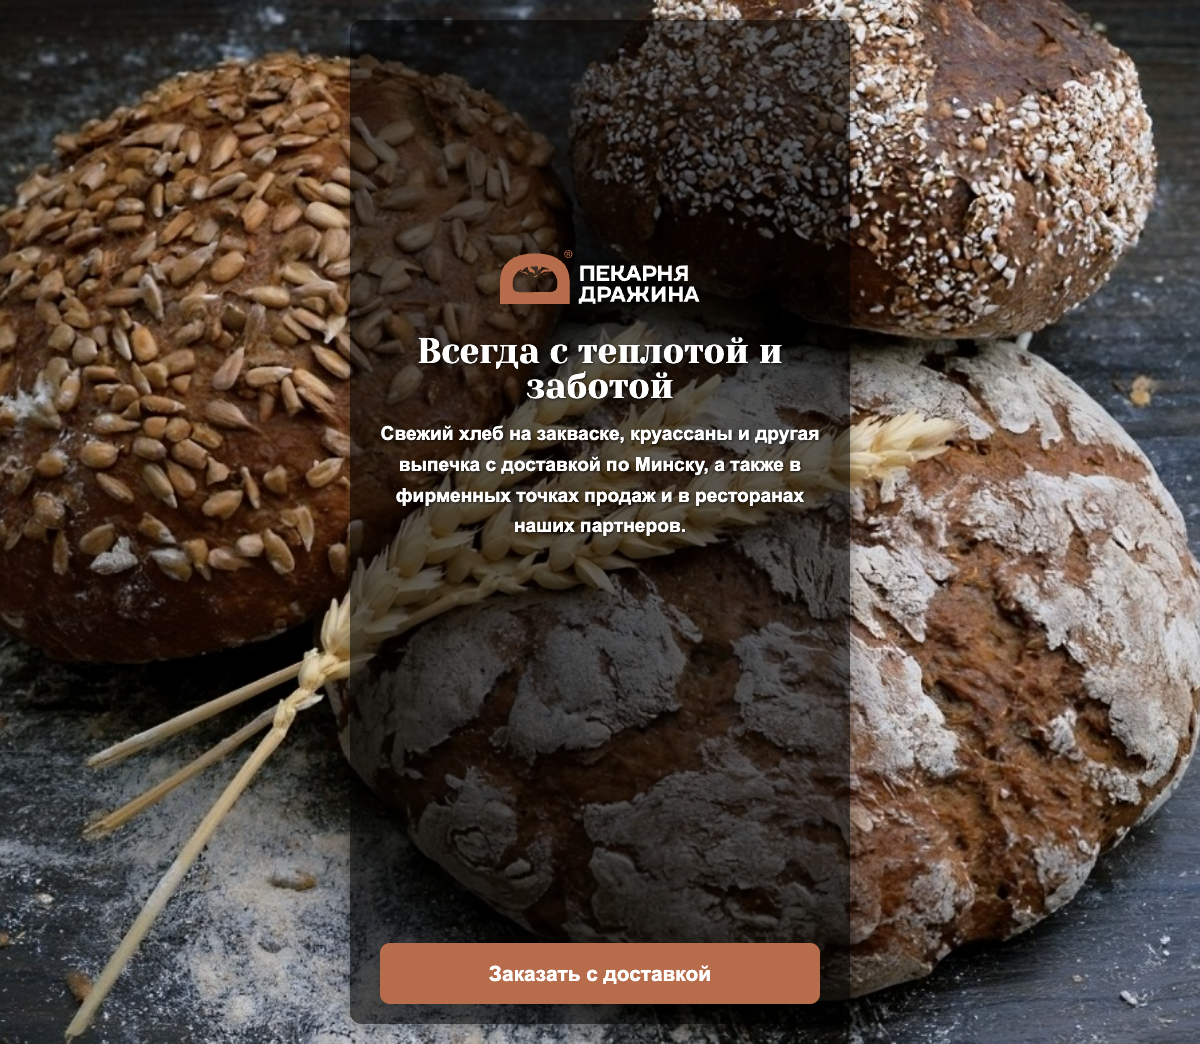 ®
ПЕКАРНЯ
ДРАЖИНА
Всегда с теплотой и
заботой
Свежий хлеб на закваске, круассаны и другая
выпечка с доставкой по Минску, а также в
фирменных точках продаж и в ресторанах
наших партнеров.
Заказать с доставкой